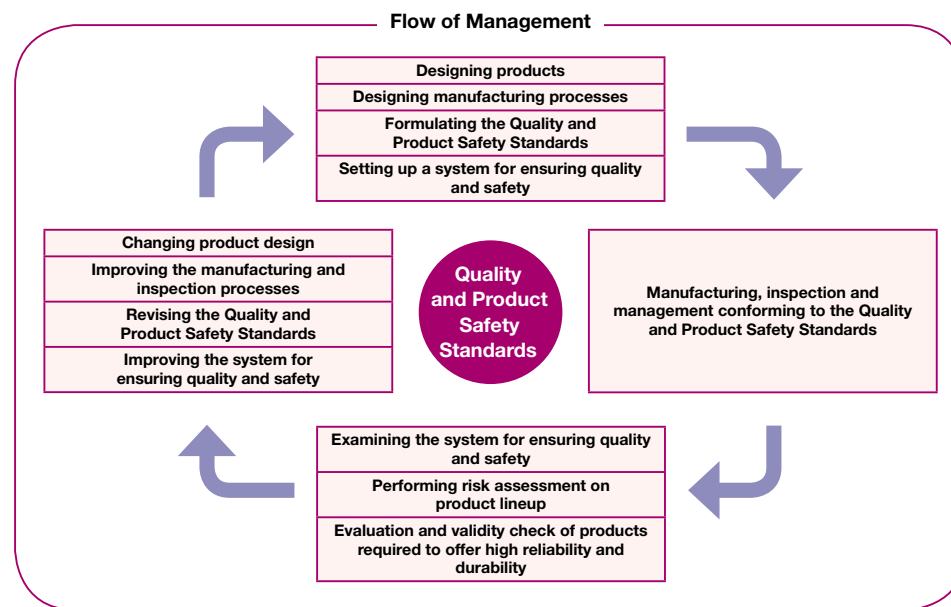 Flow of Management
Designing products
Designing manufacturing processes
Formulating the Quality and
Product Safety Standards
Setting up a system for ensuring quality
and safety
Changing product design
Improving the manufacturing and
inspection processes
Revising the Quality and
Product Safety Standards
Improving the system for
ensuring quality and safety
Quality
and Product
Safety
Standards
Manufacturing, inspection and
management conforming to the Quality
and Product Safety Standards
Examining the system for ensuring quality
and safety
Performing risk assessment on
product lineup
Evaluation and validity check of products
required to offer high reliability and
durability